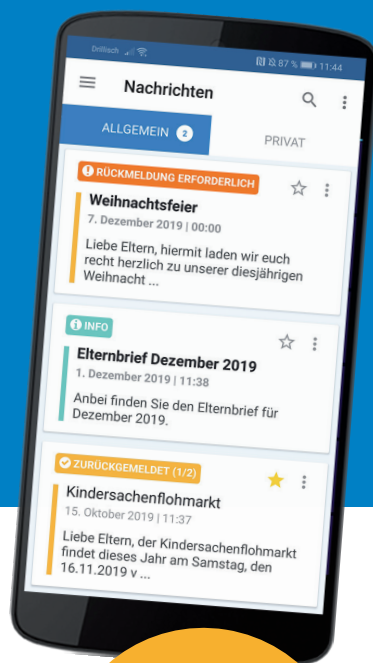 Drillisch
87 % 11:44
Nachrichten
ALLGEMEIN 2
PRIVAT
RÜCKMELDUNG ERFORDERLICH
Weihnachtsfeier
7. Dezember 2019 | 00:00
Liebe Eltern, hiermit laden wir euch
recht herzlich zu unserer diesjährigen
Weihnacht ...
INFO
Elternbrief Dezember 2019
1. Dezember 2019 | 11:38
Anbei finden Sie den Elternbrief für
Dezember 2019.
ZURÜCKGEMELDET (1/2)
Kindersachenflohmarkt
15. Oktober 2019 | 11:37
Liebe Eltern, der Kindersachenflohmarkt
findet dieses Jahr am Samstag, den
16.11.2019 v ...